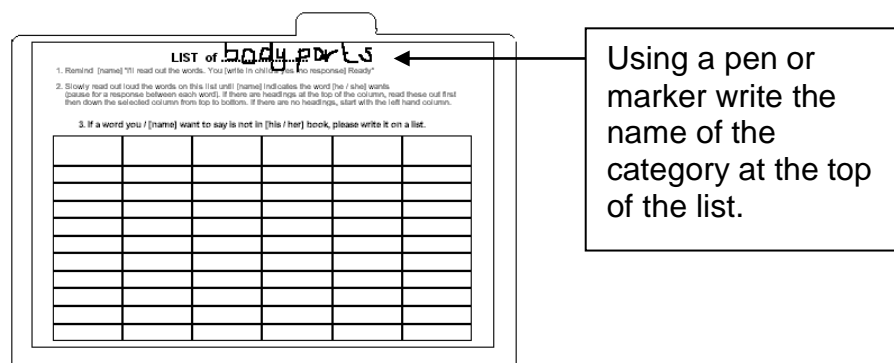 LIST of body parts
1. Remind [name] "I'll read out the words. You [write in child's yes /no response] Ready"
2. Slowly read out loud the words on this list until [name] indicates the word [he / she] wants
(pause for a response between each word). If there are headings at the top of the column, read these out first
then down the selected column from top to bottom. If there are no headings, start with the left hand column.
3. If a word you / [name] want to say is not in [his / her] book, please write it on a list.
Using a pen or
marker write the
name of the
category at the top
of the list.